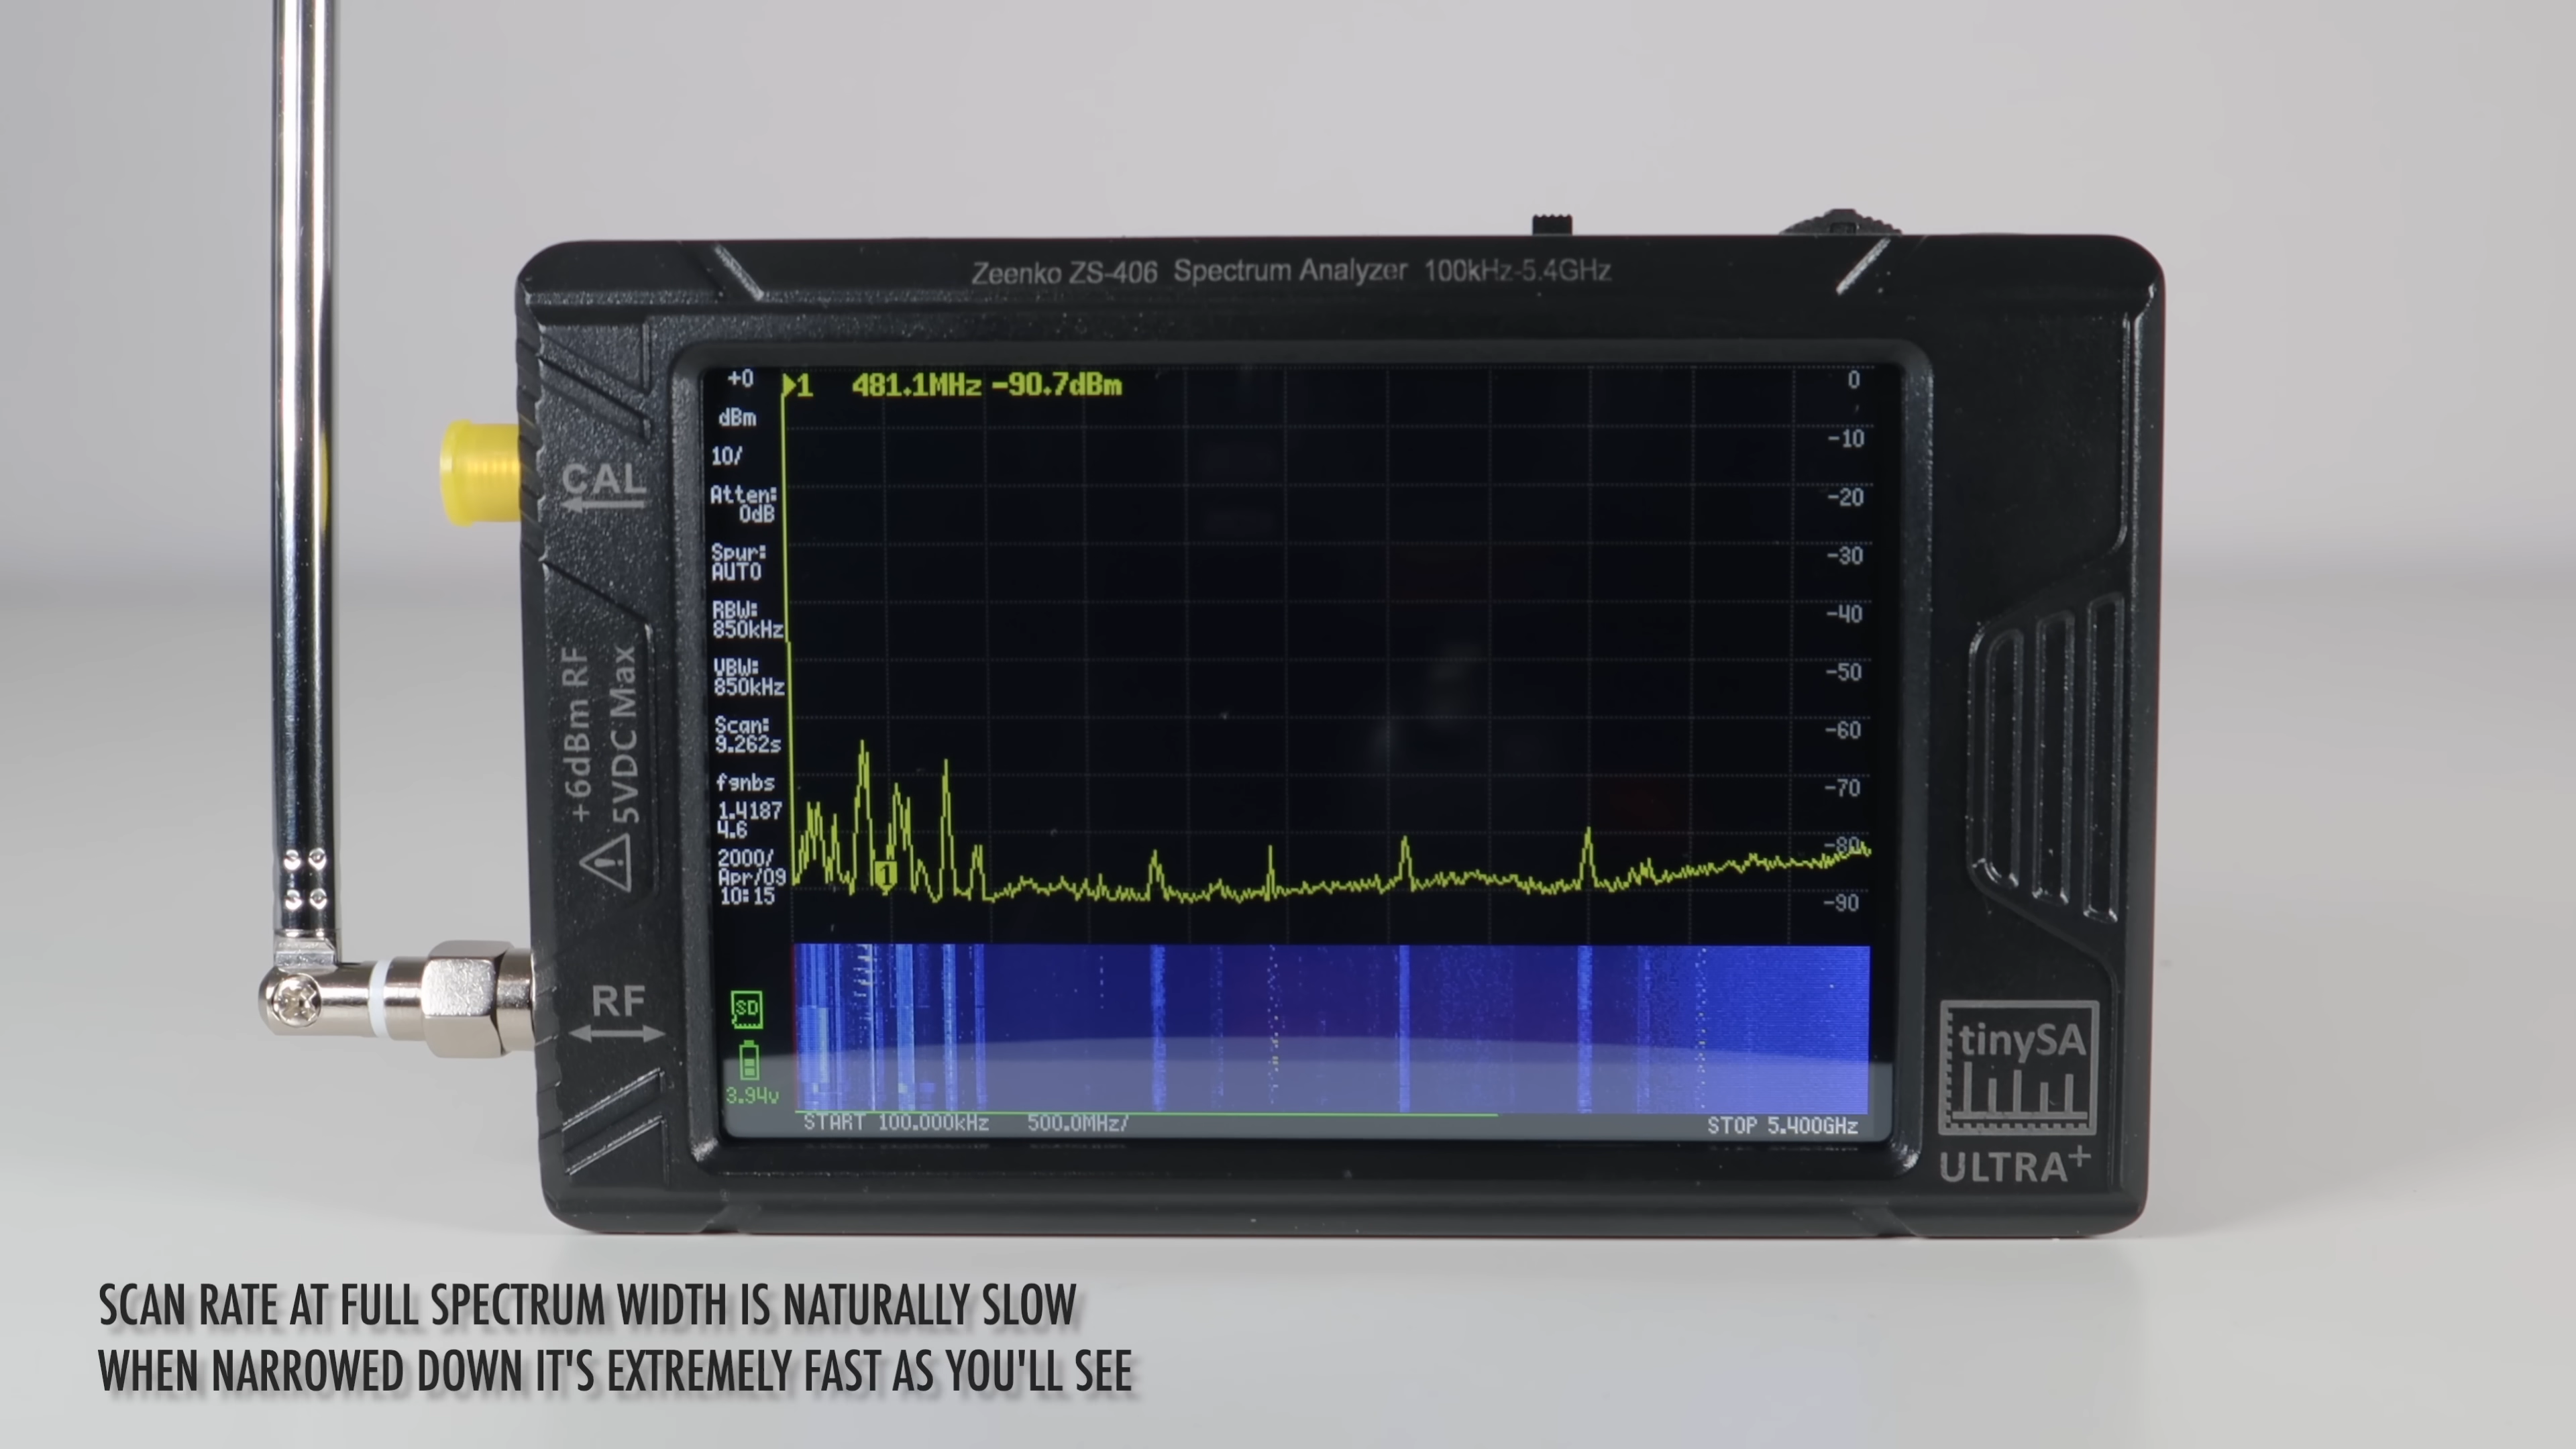 Zeenko ZS-406 Spectrum Analyzer 100kHz-5.4GHz
CAL
+6dBm RF
5VDC Max
RF
+0
dBm
10/
Atten:
0dB
Spur:
AUTO
RBW:
850kHz
VBW:
850kHz
Scan:
9.262s
fgnbs
1.4187
4.6
2000/
Apr/09
10:15
SD
3.94v
1 481.1MHz -90.7dBm
1
0
-10
-20
-30
-40
-50
-60
-70
-80
-90
START 100.000kHz 500.0MHz/ STOP 5.400GHz
tinySA
ULTRA+
SCAN RATE AT FULL SPECTRUM WIDTH IS NATURALLY SLOW
WHEN NARROWED DOWN IT'S EXTREMELY FAST AS YOU'LL SEE